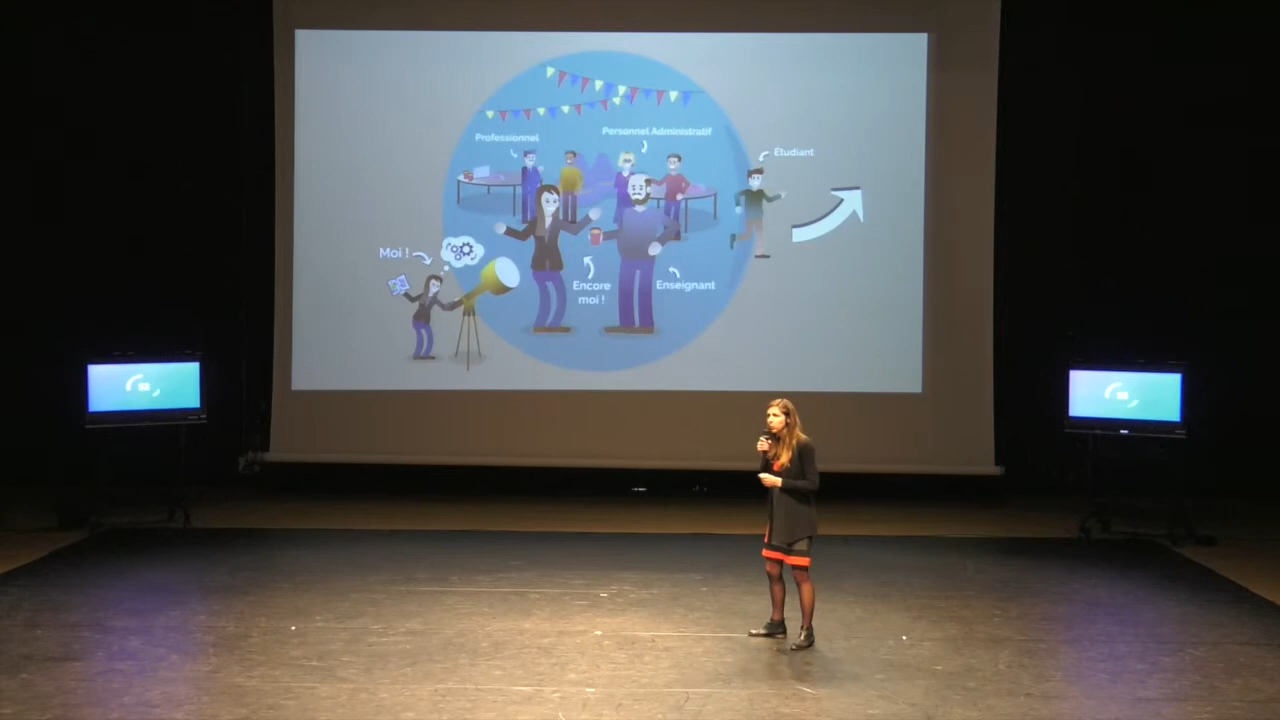 Professionnel
Personnel Administratif
Étudiant
Moi !
Encore
moi !
Enseignant